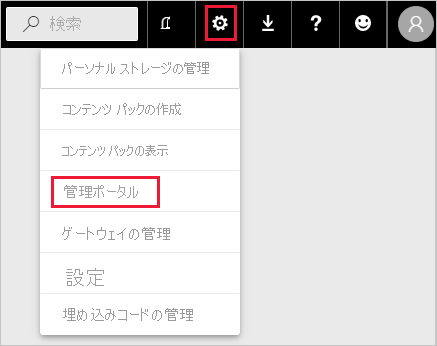 検索
?
パーソナル ストレージの管理
コンテンツ パックの作成
コンテンツ パックの表示
管理ポータル
ゲートウェイの管理
設定
埋め込みコードの管理